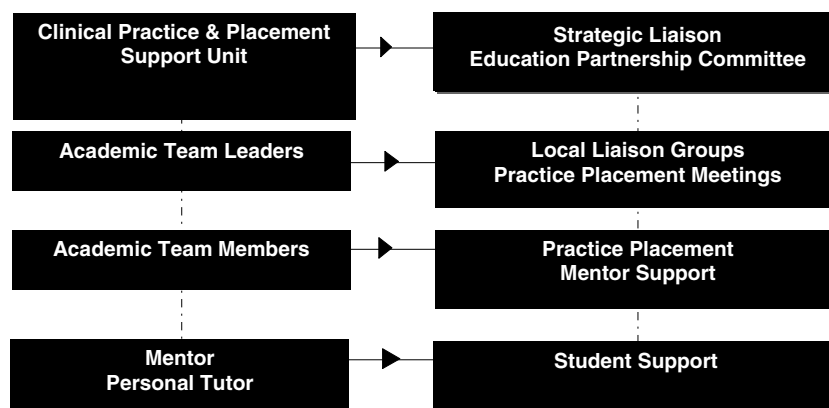 Clinical Practice & Placement
Support Unit
Strategic Liaison
Education Partnership Committee
Academic Team Leaders
Local Liaison Groups
Practice Placement Meetings
Academic Team Members
Practice Placement
Mentor Support
Mentor
Personal Tutor
Student Support